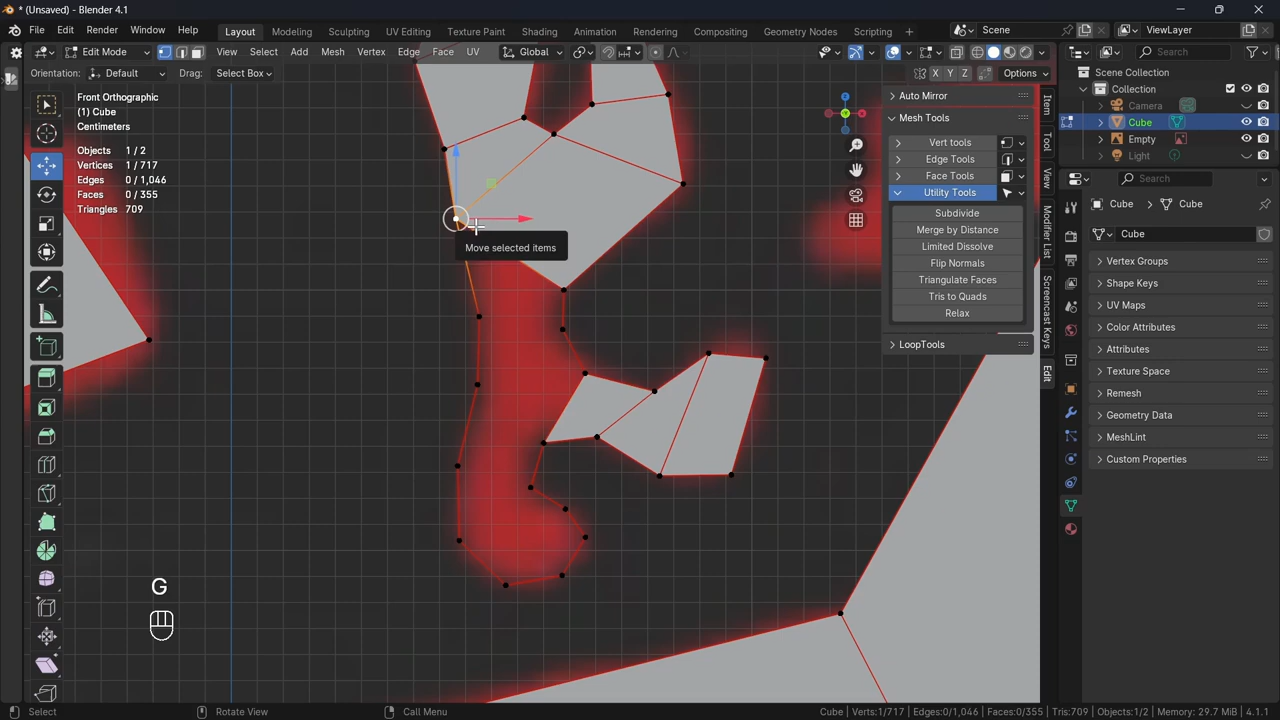 * (Unsaved) - Blender 4.1
File Edit Render Window Help Layout Modeling Sculpting UV Editing Texture Paint Shading Animation Rendering Compositing Geometry Nodes Scripting + Scene ViewLayer
Edit Mode View Select Add Mesh Vertex Edge Face UV Global Search
Orientation: Default Drag: Select Box X Y Z Options
Front Orthographic
(1) Cube
Centimeters
Objects 1 / 2
Vertices 1 / 717
Edges 0 / 1,046
Faces 0 / 355
Triangles 709
Move selected items
G
Auto Mirror
Mesh Tools
Vert tools
Edge Tools
Face Tools
Utility Tools
Subdivide
Merge by Distance
Limited Dissolve
Flip Normals
Triangulate Faces
Tris to Quads
Relax
LoopTools
Item
Tool
View
Modifier List
Screencast Keys
Edit
Scene Collection
Collection
Camera
Cube
Empty
Light
Search
Cube Cube
Cube
Vertex Groups
Shape Keys
UV Maps
Color Attributes
Attributes
Texture Space
Remesh
Geometry Data
MeshLint
Custom Properties
Select Rotate View Call Menu Cube | Verts:1/717 | Edges:0/1,046 | Faces:0/355 | Tris:709 | Objects:1/2 | Memory: 29.7 MiB | 4.1.1